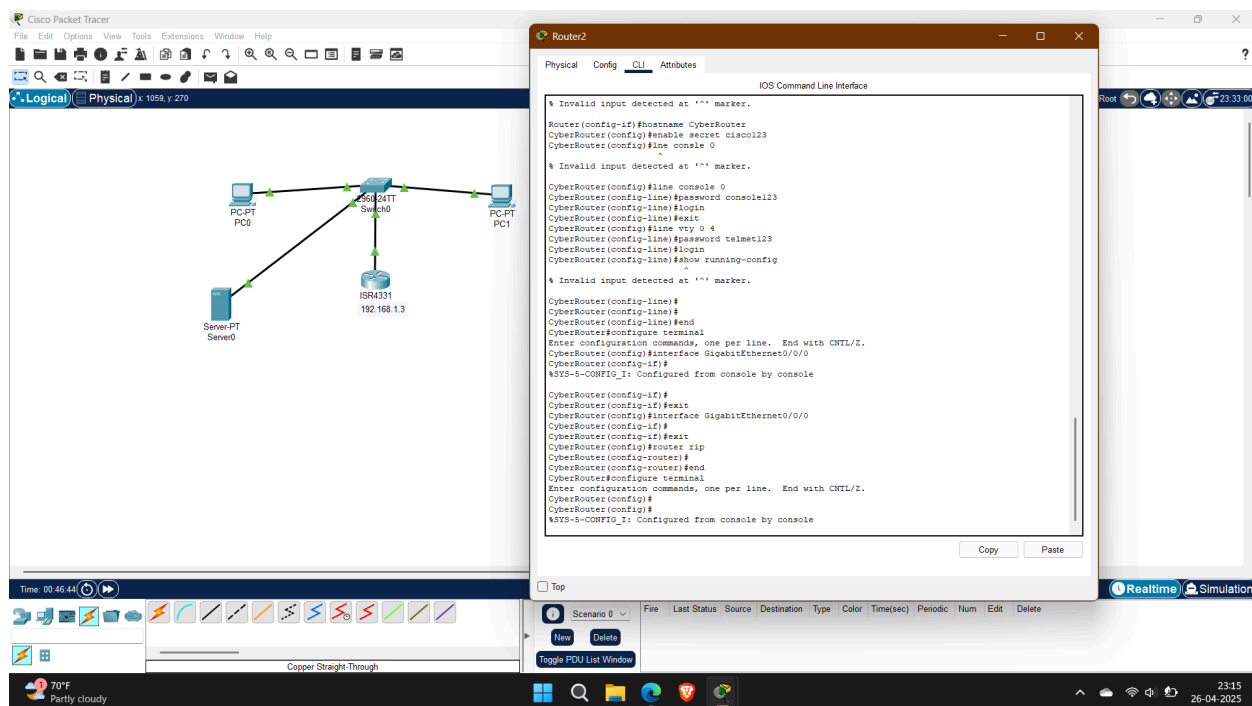 Cisco Packet Tracer
File Edit Options View Tools Extensions Window Help
?
Logical Physical x: 1059, y: 270
Root 23:33:00
PC-PT
PC0
2960-24TT
Switch0
PC-PT
PC1
ISR4331
192.168.1.3
Server-PT
Server0
Router2
Physical Config CLI Attributes
IOS Command Line Interface
% Invalid input detected at '^' marker.
Router(config-if)#hostname CyberRouter
CyberRouter(config)#enable secret cisco123
CyberRouter(config)#lne consle 0
^
% Invalid input detected at '^' marker.
CyberRouter(config)#line console 0
CyberRouter(config-line)#password console123
CyberRouter(config-line)#login
CyberRouter(config-line)#exit
CyberRouter(config)#line vty 0 4
CyberRouter(config-line)#password telmet123
CyberRouter(config-line)#login
CyberRouter(config-line)#show running-config
^
% Invalid input detected at '^' marker.
CyberRouter(config-line)#
CyberRouter(config-line)#
CyberRouter(config-line)#end
CyberRouter#configure terminal
Enter configuration commands, one per line. End with CNTL/Z.
CyberRouter(config)#interface GigabitEthernet0/0/0
CyberRouter(config-if)#
%SYS-5-CONFIG_I: Configured from console by console
CyberRouter(config-if)#
CyberRouter(config-if)#exit
CyberRouter(config)#interface GigabitEthernet0/0/0
CyberRouter(config-if)#
CyberRouter(config-if)#exit
CyberRouter(config)#router rip
CyberRouter(config-router)#
CyberRouter(config-router)#end
CyberRouter#configure terminal
Enter configuration commands, one per line. End with CNTL/Z.
CyberRouter(config)#
CyberRouter(config)#
%SYS-5-CONFIG_I: Configured from console by console
Copy Paste
Top
Time: 00:46:44
Realtime Simulation
Scenario 0
New Delete
Toggle PDU List Window
Fire Last Status Source Destination Type Color Time(sec) Periodic Num Edit Delete
Copper Straight-Through
1
70°F
Partly cloudy
23:15
26-04-2025